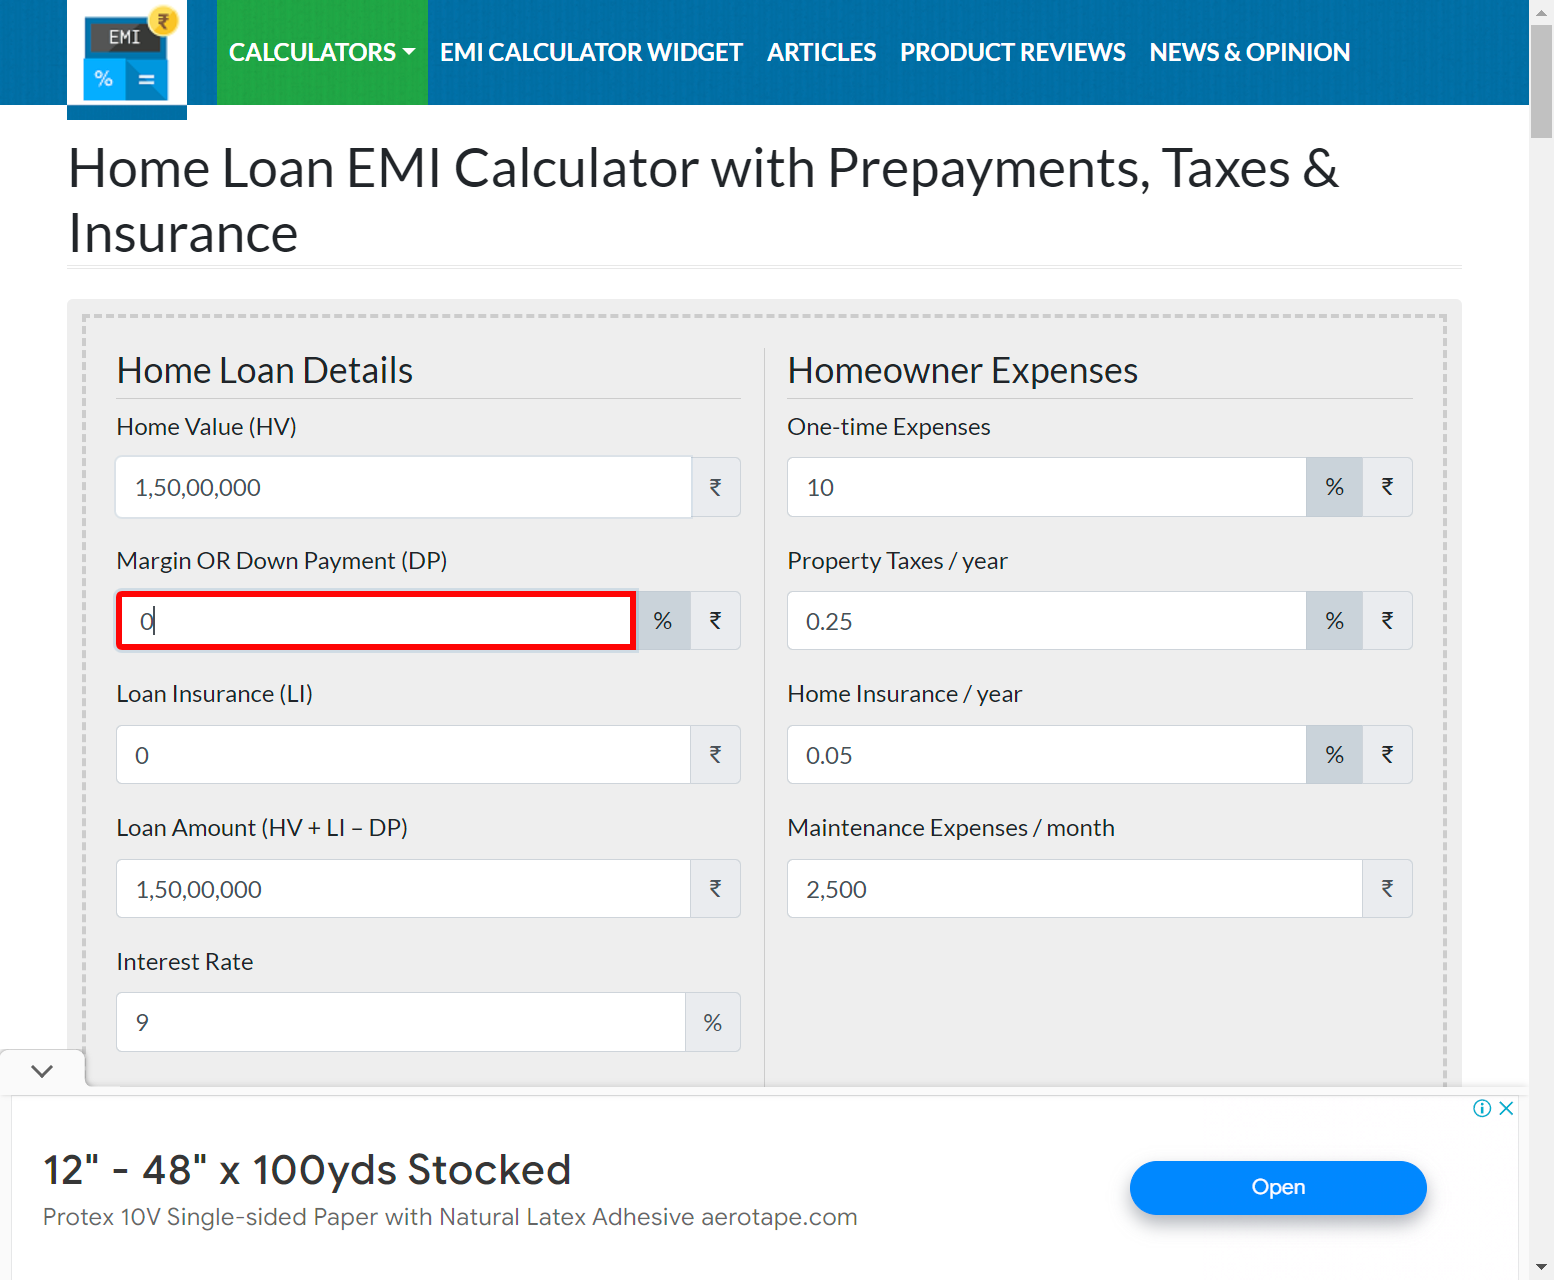 EMI
₹
%
=
CALCULATORS
EMI CALCULATOR WIDGET
ARTICLES
PRODUCT REVIEWS
NEWS & OPINION
Home Loan EMI Calculator with Prepayments, Taxes &
Insurance
Home Loan Details
Home Value (HV)
1,50,00,000 ₹
Margin OR Down Payment (DP)
0 % ₹
Loan Insurance (LI)
0 ₹
Loan Amount (HV + LI – DP)
1,50,00,000 ₹
Interest Rate
9 %
Homeowner Expenses
One-time Expenses
10 % ₹
Property Taxes / year
0.25 % ₹
Home Insurance / year
0.05 % ₹
Maintenance Expenses / month
2,500 ₹
12" - 48" x 100yds Stocked
Protex 10V Single-sided Paper with Natural Latex Adhesive aerotape.com
Open